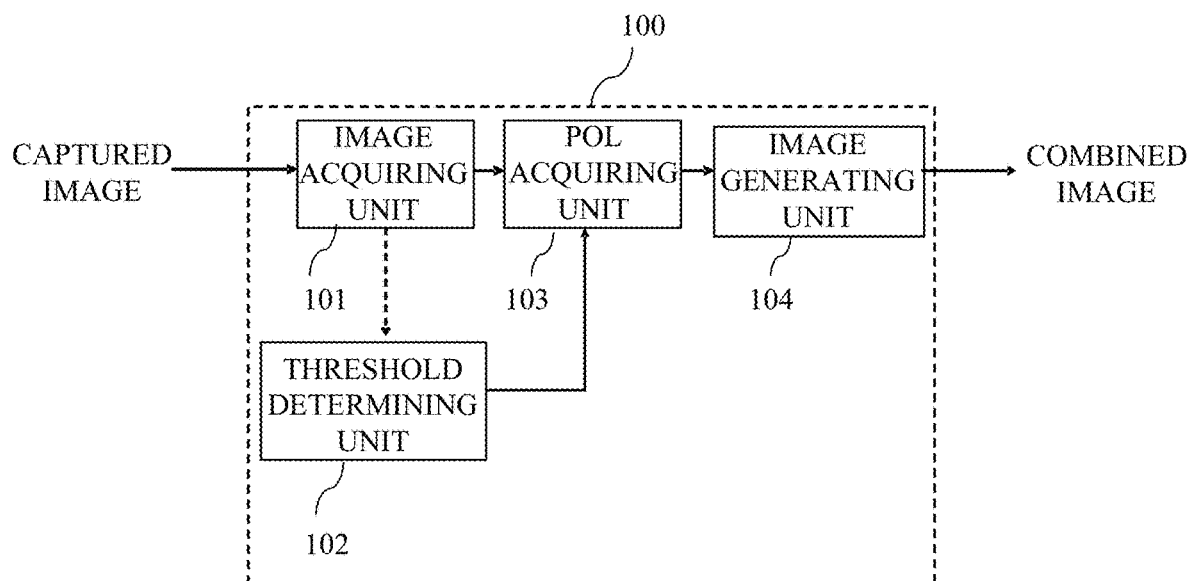 100
CAPTURED
IMAGE
IMAGE
ACQUIRING
UNIT
POL
ACQUIRING
UNIT
IMAGE
GENERATING
UNIT
COMBINED
IMAGE
101
103
104
THRESHOLD
DETERMINING
UNIT
102